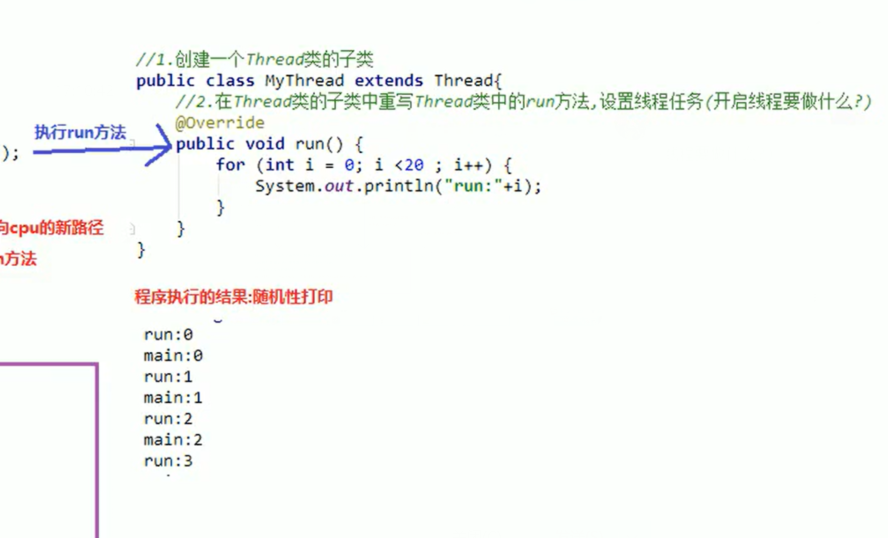 //1.创建一个Thread类的子类
public class MyThread extends Thread{
//2.在Thread类的子类中重写Thread类中的run方法,设置线程任务(开启线程要做什么?)
@Override
执行run方法
); public void run() {
for (int i = 0; i <20 ; i++) {
System.out.println("run:"+i);
}
}
向cpu的新路径
}
n方法
程序执行的结果:随机性打印
run:0
main:0
run:1
main:1
run:2
main:2
run:3